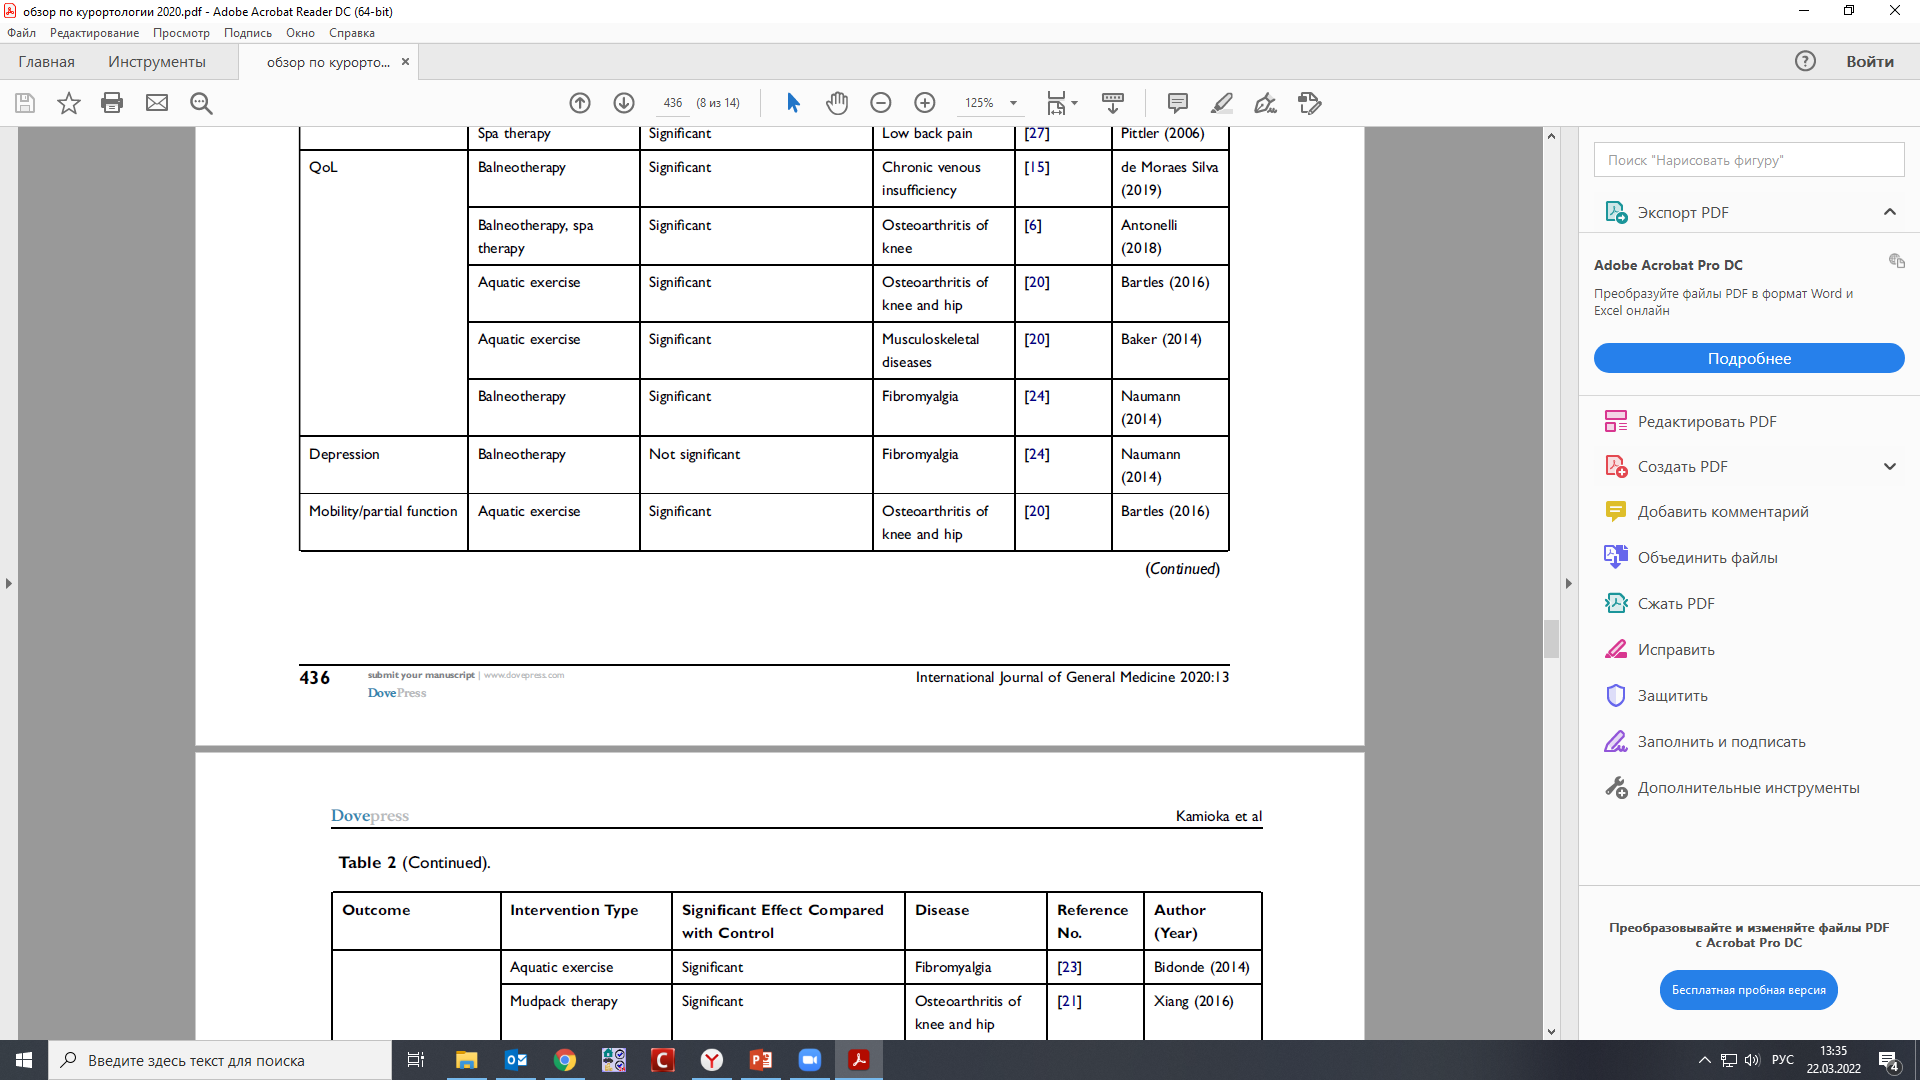 обзор по курортологии 2020.pdf - Adobe Acrobat Reader DC (64-bit)
Файл Редактирование Просмотр Подпись Окно Справка
Главная Инструменты обзор по курорто... × Войти
436 (8 из 14) 125%
Spa therapy Significant Low back pain [27] Pittler (2006)
QoL Balneotherapy Significant Chronic venous [15] de Moraes Silva
insufficiency (2019)
Balneotherapy, spa Significant Osteoarthritis of [6] Antonelli
therapy knee (2018)
Aquatic exercise Significant Osteoarthritis of [20] Bartles (2016)
knee and hip
Aquatic exercise Significant Musculoskeletal [20] Baker (2014)
diseases
Balneotherapy Significant Fibromyalgia [24] Naumann
(2014)
Depression Balneotherapy Not significant Fibromyalgia [24] Naumann
(2014)
Mobility/partial function Aquatic exercise Significant Osteoarthritis of [20] Bartles (2016)
knee and hip
(Continued)
436 submit your manuscript | www.dovepress.com International Journal of General Medicine 2020:13
DovePress
Dovepress Kamioka et al
Table 2 (Continued).
Outcome Intervention Type Significant Effect Compared Disease Reference Author
with Control No. (Year)
Aquatic exercise Significant Fibromyalgia [23] Bidonde (2014)
Mudpack therapy Significant Osteoarthritis of [21] Xiang (2016)
knee and hip
Поиск "Нарисовать фигуру"
Экспорт PDF
Adobe Acrobat Pro DC
Преобразуйте файлы PDF в формат Word и
Excel онлайн
Подробнее
Редактировать PDF
Создать PDF
Добавить комментарий
Объединить файлы
Сжать PDF
Исправить
Защитить
Заполнить и подписать
Дополнительные инструменты
Преобразовывайте и изменяйте файлы PDF
с Acrobat Pro DC
Бесплатная пробная версия
Введите здесь текст для поиска
РУС 13:35
22.03.2022
4